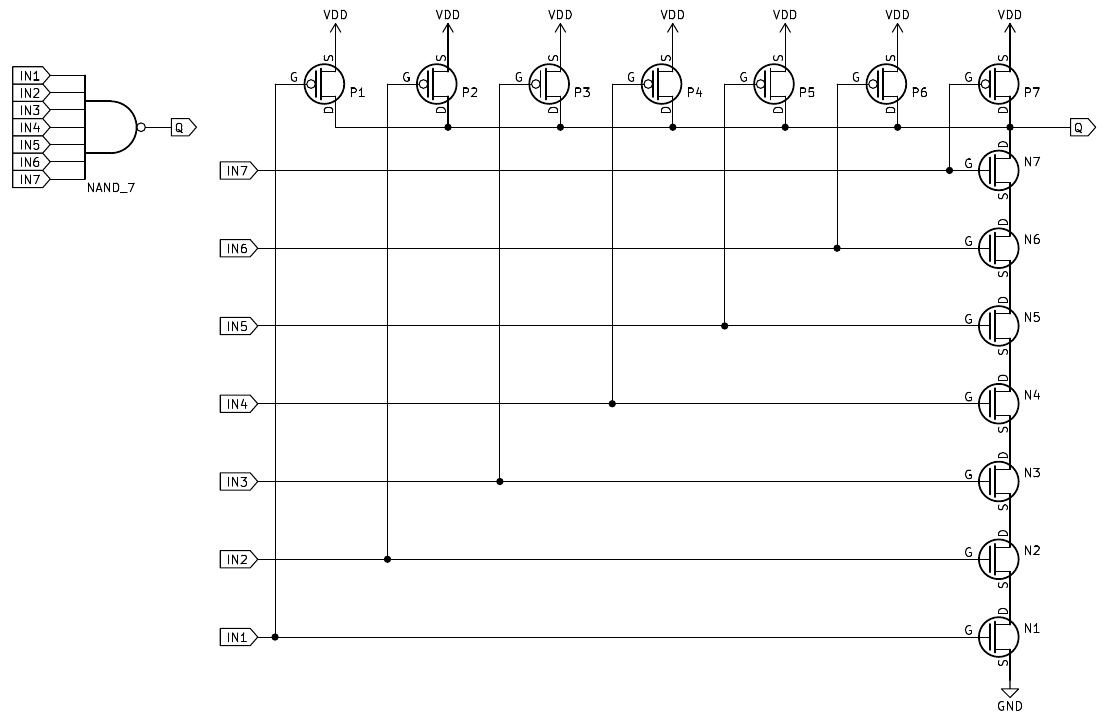 VDD VDD VDD VDD VDD VDD VDD
S S S S S S S
IN1 G G G G G G G
IN2 P1 P2 P3 P4 P5 P6 P7
IN3 D D D D D D D
IN4 Q Q
IN5 D
IN6 IN7 G N7
IN7 NAND_7
S
D
IN6 G N6
S
D
IN5 G N5
S
D
IN4 G N4
S
D
IN3 G N3
S
D
IN2 G N2
S
D
IN1 G N1
S
GND